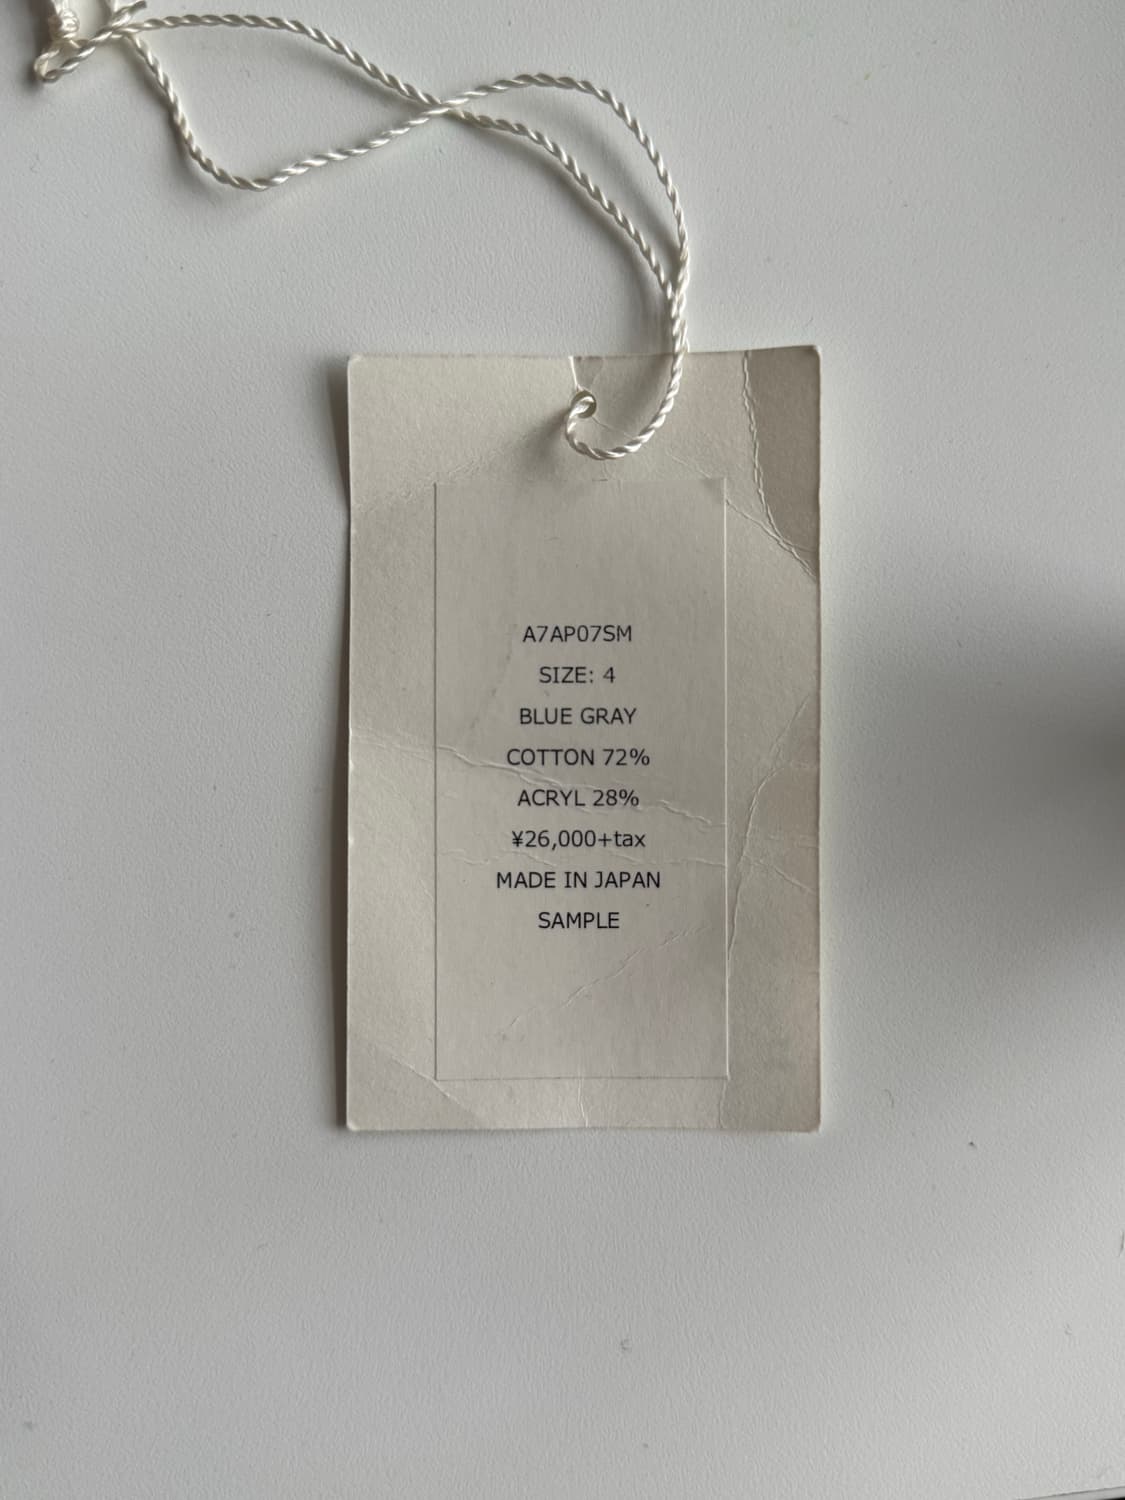 A7AP07SM
SIZE: 4
BLUE GRAY
COTTON 72%
ACRYL 28%
¥26,000+tax
MADE IN JAPAN
SAMPLE